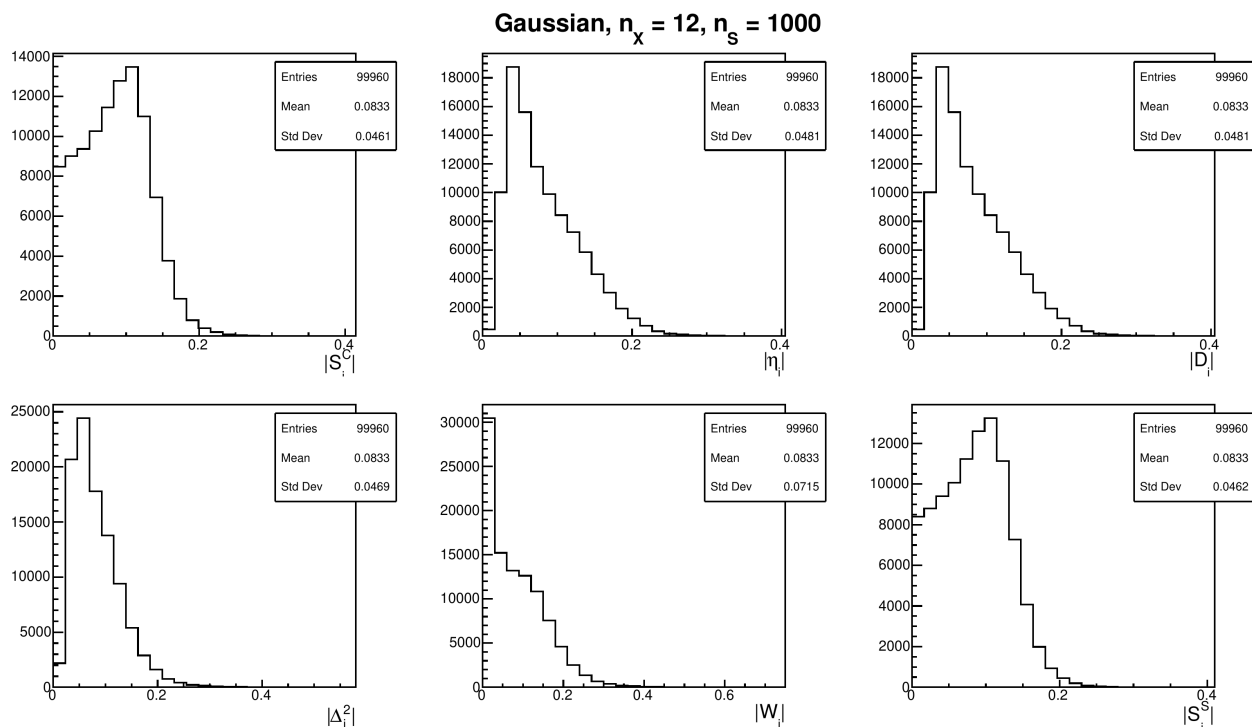 Gaussian, n_X = 12, n_S = 1000
14000
12000
10000
8000
6000
4000
2000
0
0 0.2 0.4
|S_i^C|
Entries 99960
Mean 0.0833
Std Dev 0.0461
18000
16000
14000
12000
10000
8000
6000
4000
2000
0
0 0.2 0.4
|η_i|
Entries 99960
Mean 0.0833
Std Dev 0.0481
18000
16000
14000
12000
10000
8000
6000
4000
2000
0
0 0.2 0.4
|D_i|
Entries 99960
Mean 0.0833
Std Dev 0.0481
25000
20000
15000
10000
5000
0
0 0.2 0.4
|Δ_i^2|
Entries 99960
Mean 0.0833
Std Dev 0.0469
30000
25000
20000
15000
10000
5000
0
0 0.2 0.4 0.6
|W_i|
Entries 99960
Mean 0.0833
Std Dev 0.0715
12000
10000
8000
6000
4000
2000
0
0 0.2 0.4
|S_i^S|
Entries 99960
Mean 0.0833
Std Dev 0.0462